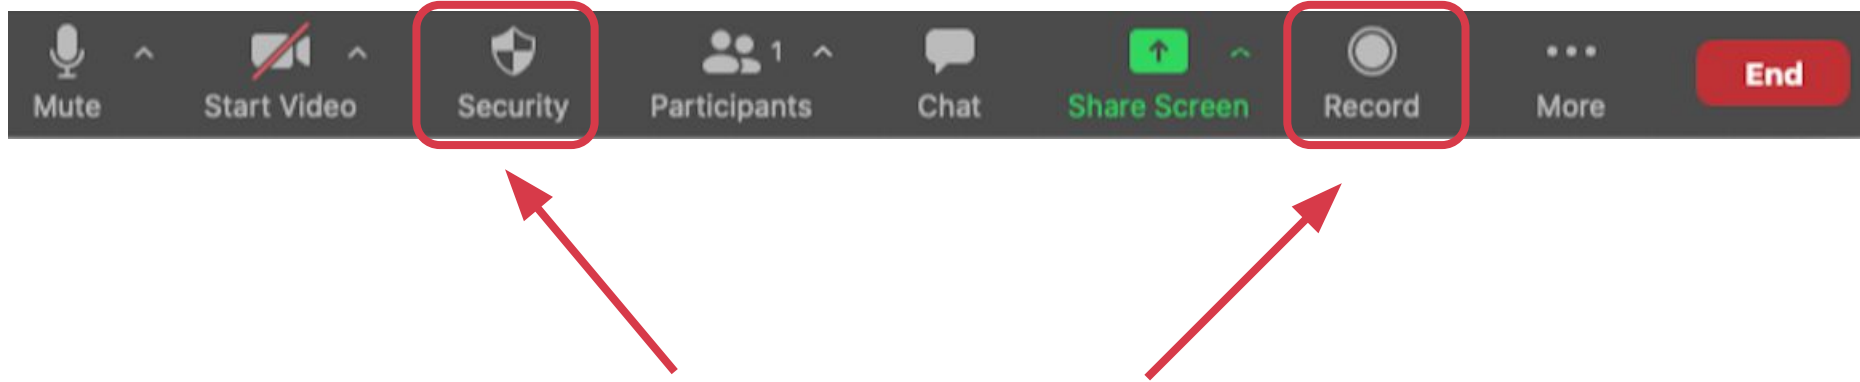 Mute
Start Video
Security
1
Participants
Chat
Share Screen
Record
More
End